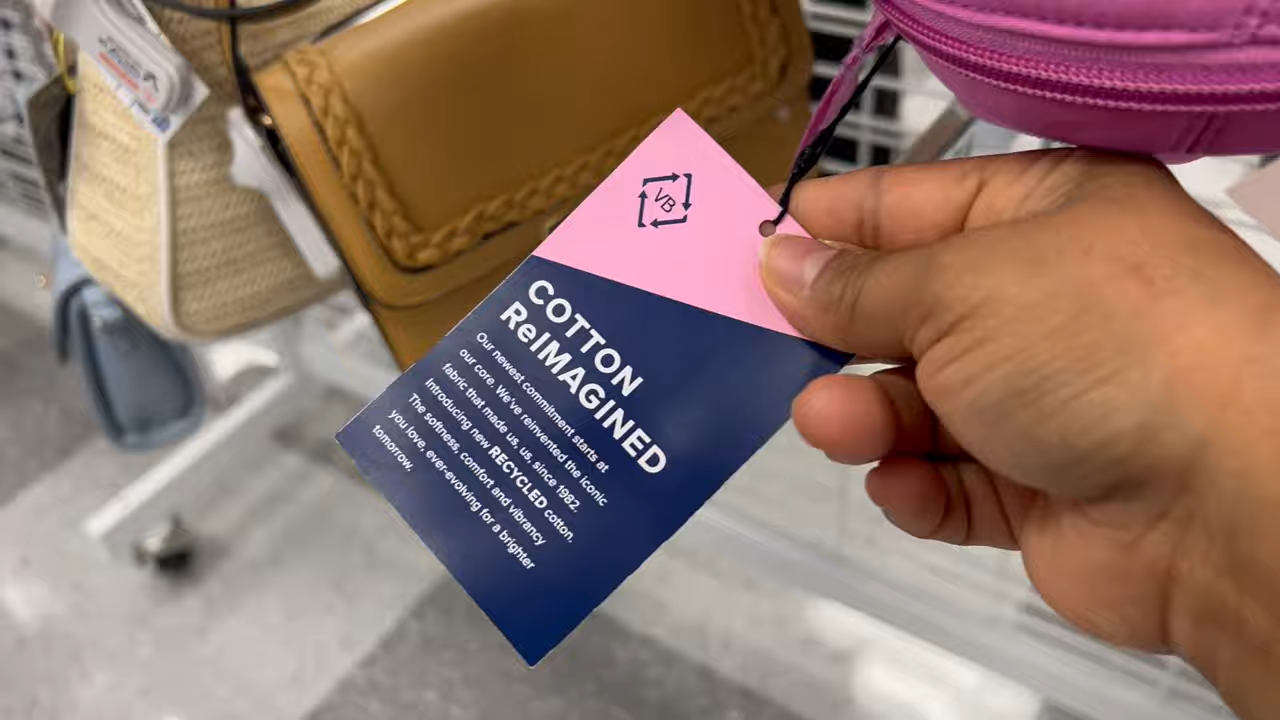 VB
COTTON
ReIMAGINED
Our newest commitment starts at
our core. We've reinvented the iconic
fabric that made us, us, since 1982.
Introducing new RECYCLED cotton.
The softness, comfort and vibrancy
you love, ever-evolving for a brighter
tomorrow.